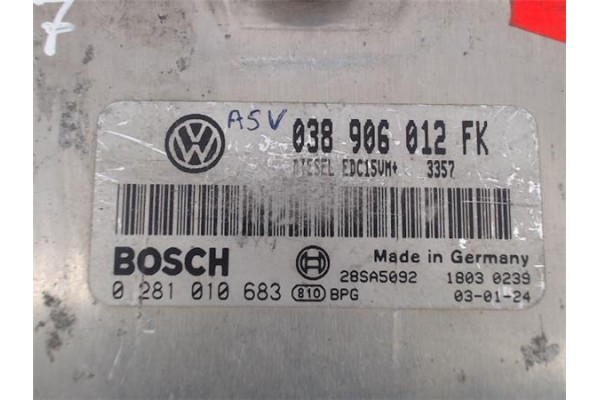 7
ASV 038 906 012 FK
DIESEL EDC15VM+ 3357
BOSCH
Made in Germany
28SA5092 1803 0239
0 281 010 683 810 BPG 03-01-24